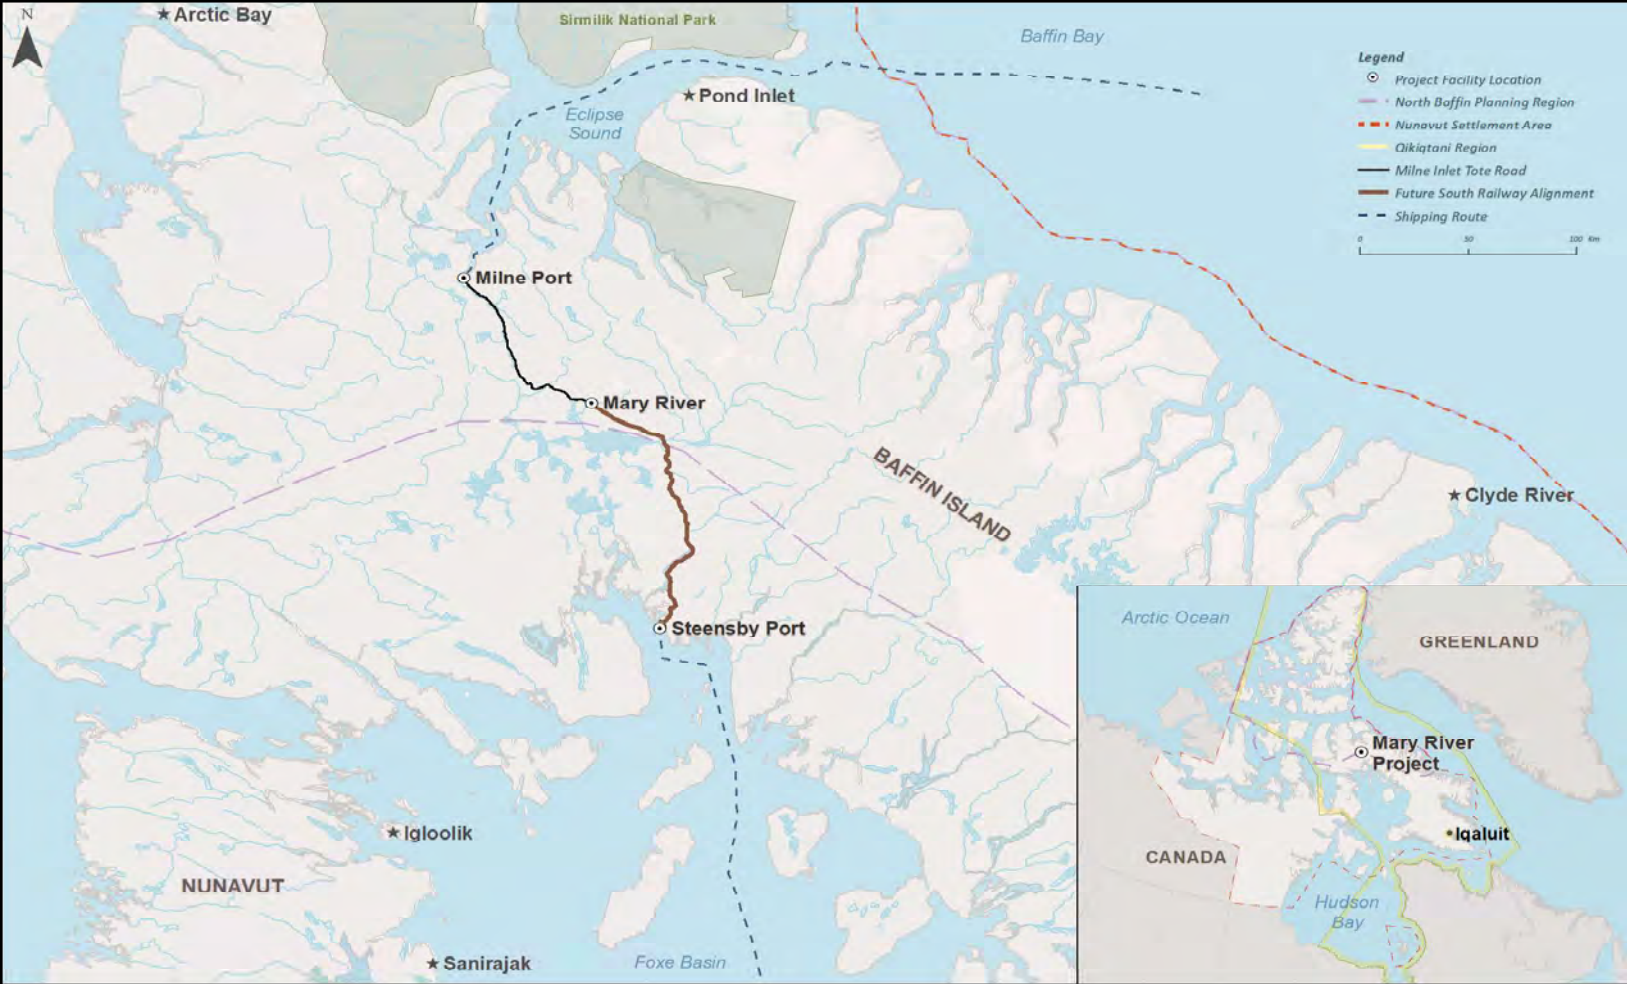 N
Arctic Bay
Sirmilik National Park
Baffin Bay
Pond Inlet
Eclipse
Sound
Legend
Project Facility Location
North Baffin Planning Region
Nunavut Settlement Area
Qikiqtani Region
Milne Inlet Tote Road
Future South Railway Alignment
Shipping Route
0 50 100 Km
Milne Port
Mary River
BAFFIN ISLAND
Clyde River
Steensby Port
Igloolik
NUNAVUT
Sanirajak
Foxe Basin
Arctic Ocean
GREENLAND
Mary River
Project
Iqaluit
CANADA
Hudson
Bay